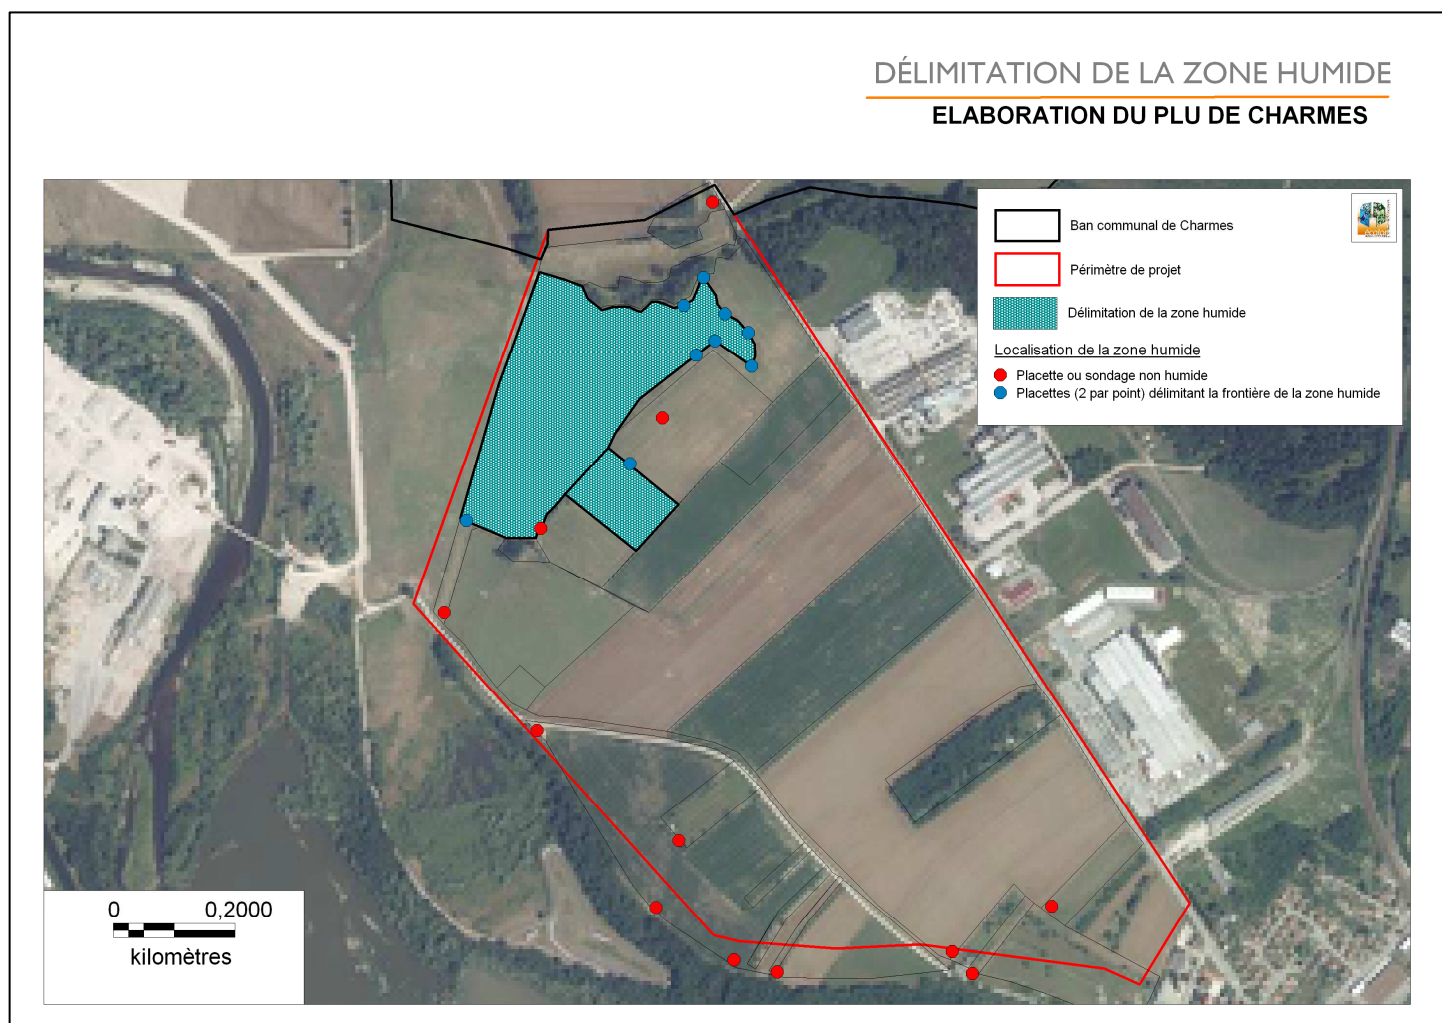 DÉLIMITATION DE LA ZONE HUMIDE
ELABORATION DU PLU DE CHARMES
Ban communal de Charmes
Périmètre de projet
Délimitation de la zone humide
Localisation de la zone humide
Placette ou sondage non humide
Placettes (2 par point) délimitant la frontière de la zone humide
0 0,2000
kilomètres